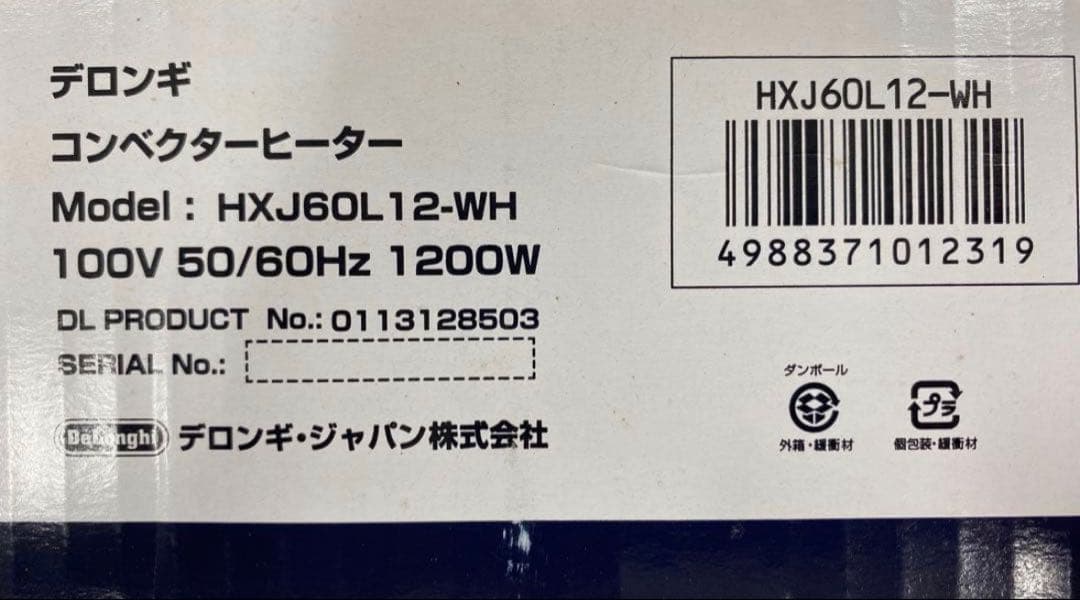 デロンギ
コンベクターヒーター
Model : HXJ60L12-WH
100V 50/60Hz 1200W
DL PRODUCT No.: 0113128503
SERIAL No.:
DeLonghi デロンギ・ジャパン株式会社
HXJ60L12-WH
4988371012319
ダンボール
外箱・緩衝材
プラ
個包装・緩衝材